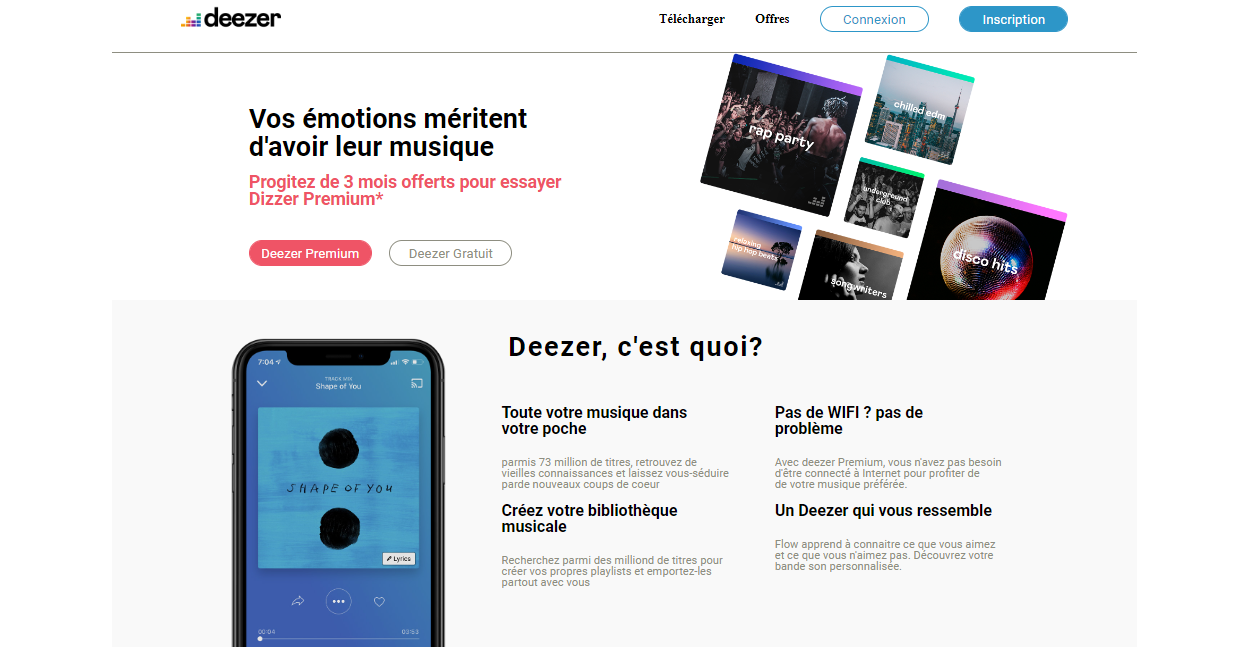 deezer
Télécharger
Offres
Connexion
Inscription
Vos émotions méritent
d'avoir leur musique
Progitez de 3 mois offerts pour essayer
Dizzer Premium*
Deezer Premium
Deezer Gratuit
rap party
chilled edm
underground
club
relaxing
hip hop beats
songwriters
disco hits
Deezer, c'est quoi?
7:04
TRACK MIX
Shape of You
SHAPE OF YOU
Lyrics
00:04
03:53
Toute votre musique dans
votre poche
parmis 73 million de titres, retrouvez de
vieilles connaissances et laissez vous-séduire
parde nouveaux coups de coeur
Pas de WIFI ? pas de
problème
Avec deezer Premium, vous n'avez pas besoin
d'être connecté à Internet pour profiter de
de votre musique préférée.
Créez votre bibliothèque
musicale
Recherchez parmi des milliond de titres pour
créer vos propres playlists et emportez-les
partout avec vous
Un Deezer qui vous ressemble
Flow apprend à connaitre ce que vous aimez
et ce que vous n'aimez pas. Découvrez votre
bande son personnalisée.